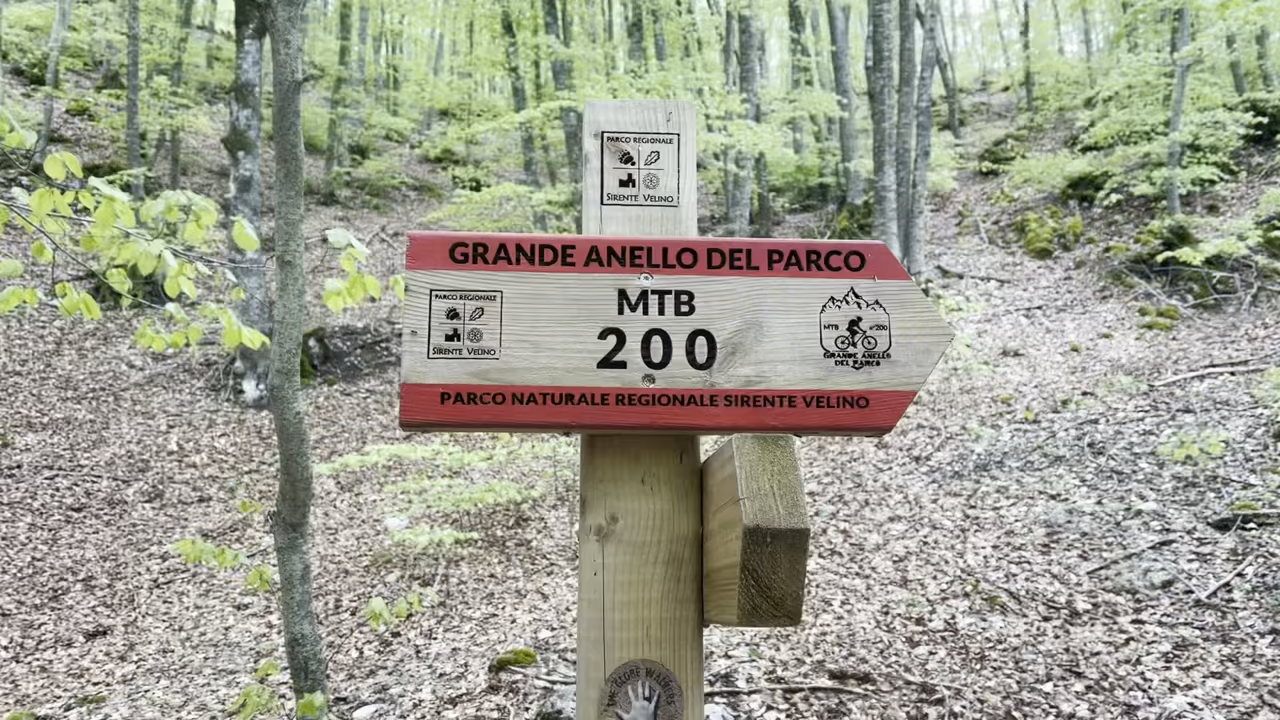 PARCO REGIONALE
SIRENTE VELINO
GRANDE ANELLO DEL PARCO
MTB
200
PARCO REGIONALE
SIRENTE VELINO
MTB n°200
GRANDE ANELLO
DEL PARCO
PARCO NATURALE REGIONALE SIRENTE VELINO